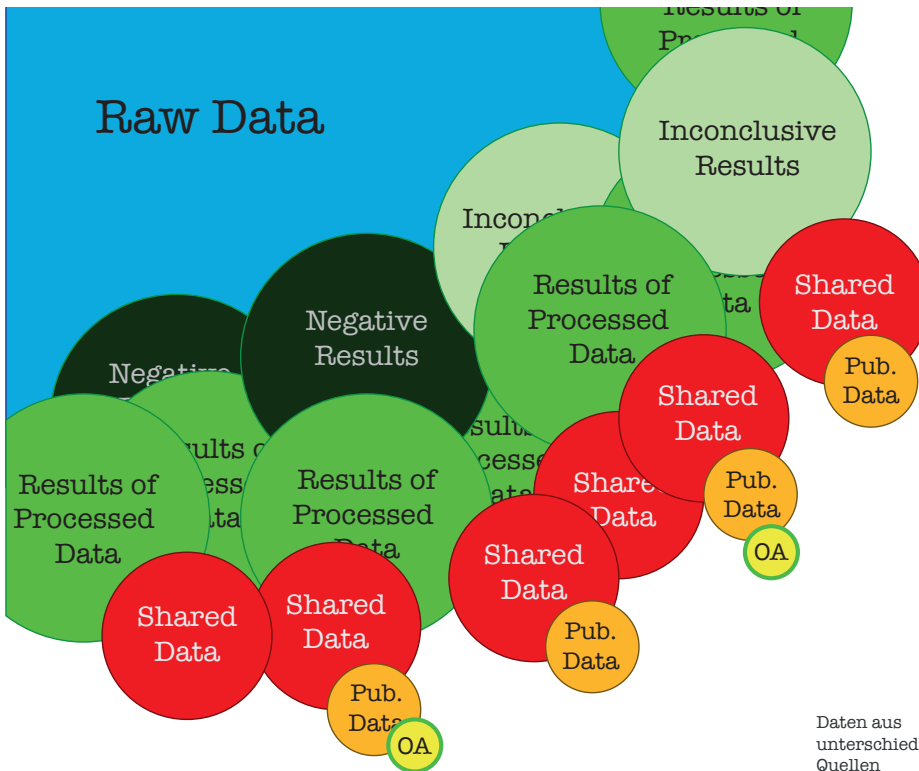 Results of
Raw Data
Inconclusive
Results
Results of
Processed
Data
Shared
Data
Negative
Results
Pub.
Data
Shared
Data
Negative
Results of
Processed
Data
Results of
Processed
Data
Shared
Data
Pub.
Data
OA
Shared
Data
Shared
Data
Shared
Data
Pub.
Data
Pub.
Data
OA
Daten aus
unterschied
Quellen